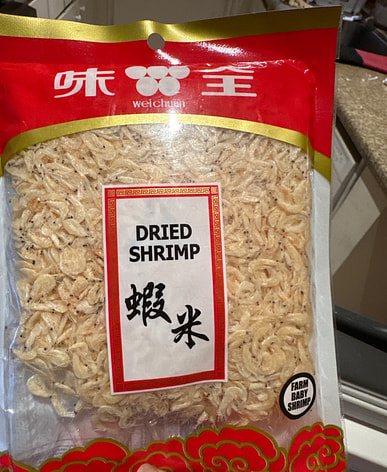 味全
weichuan
DRIED
SHRIMP
蝦米
FARM
BABY
SHRIMP